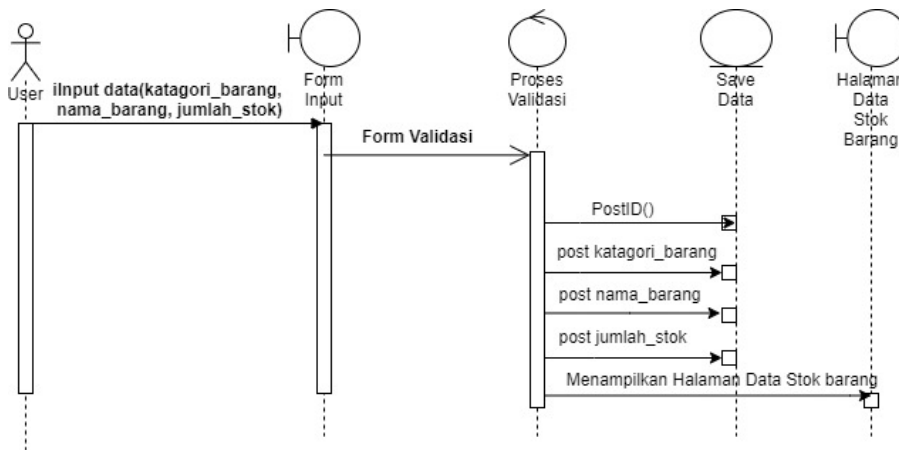 User
Form
Input
Proses
Validasi
Save
Data
Halaman
Data
Stok
Barang
iInput data(katagori_barang,
nama_barang, jumlah_stok)
Form Validasi
PostID()
post katagori_barang
post nama_barang
post jumlah_stok
Menampilkan Halaman Data Stok barang